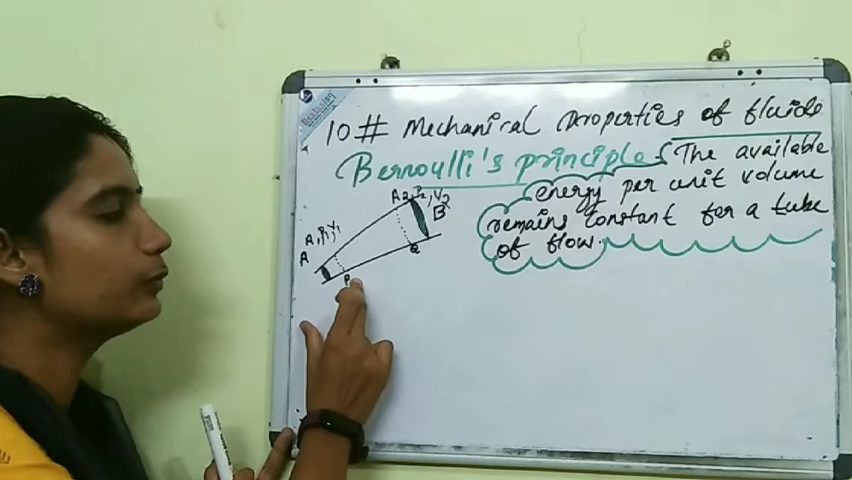 10# Mechanical properties of fluids
Bernoulli's principle { The available
energy per unit volume
remains constant for a tube
of flow.
A2, P2, V2
B
A, P1, V1
A
P
Q